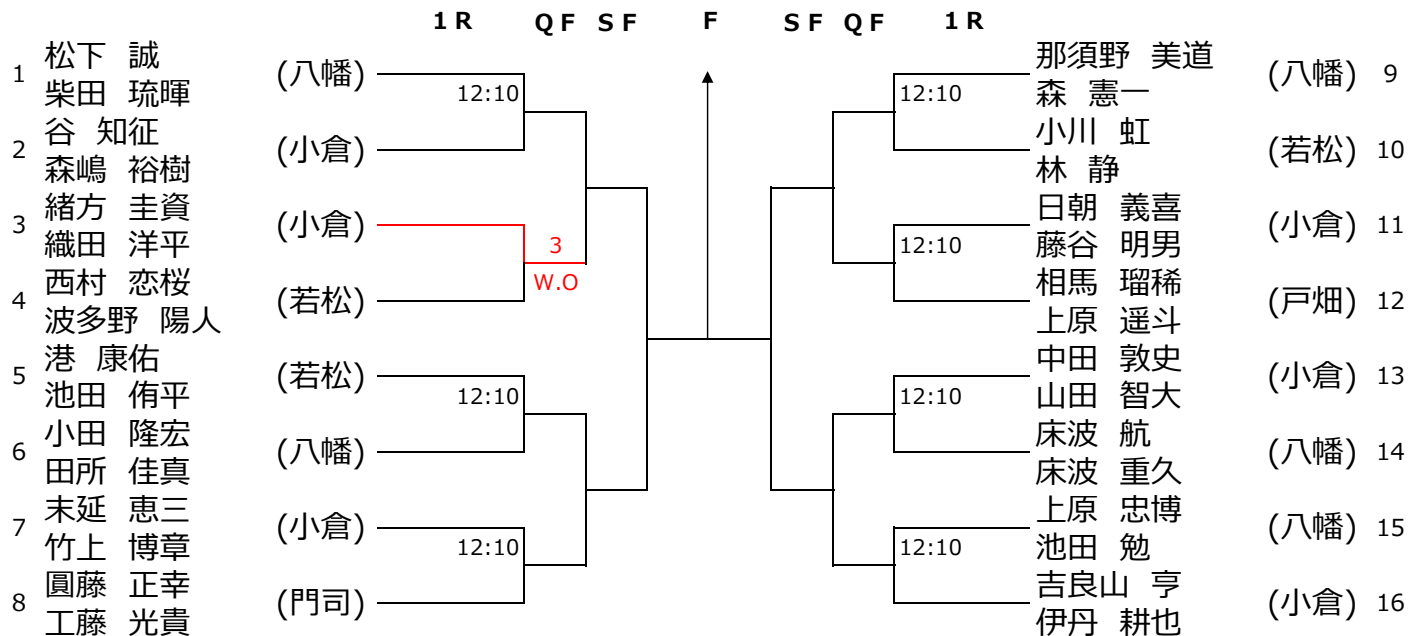 1 R Q F S F F S F Q F 1 R
1 松下 誠 (八幡)
柴田 琉暉
12:10
2 谷 知征 (小倉)
森嶋 裕樹
3 緒方 圭資 (小倉)
織田 洋平
3
W.O
4 西村 恋桜 (若松)
波多野 陽人
5 港 康佑 (若松)
池田 侑平
12:10
6 小田 隆宏 (八幡)
田所 佳真
7 末延 恵三 (小倉)
竹上 博章
12:10
8 圓藤 正幸 (門司)
工藤 光貴
那須野 美道 (八幡) 9
森 憲一
12:10
小川 虹 (若松) 10
林 静
日朝 義喜 (小倉) 11
藤谷 明男
12:10
相馬 瑠稀 (戸畑) 12
上原 遥斗
中田 敦史 (小倉) 13
山田 智大
12:10
床波 航 (八幡) 14
床波 重久
上原 忠博 (八幡) 15
池田 勉
12:10
吉良山 亨 (小倉) 16
伊丹 耕也